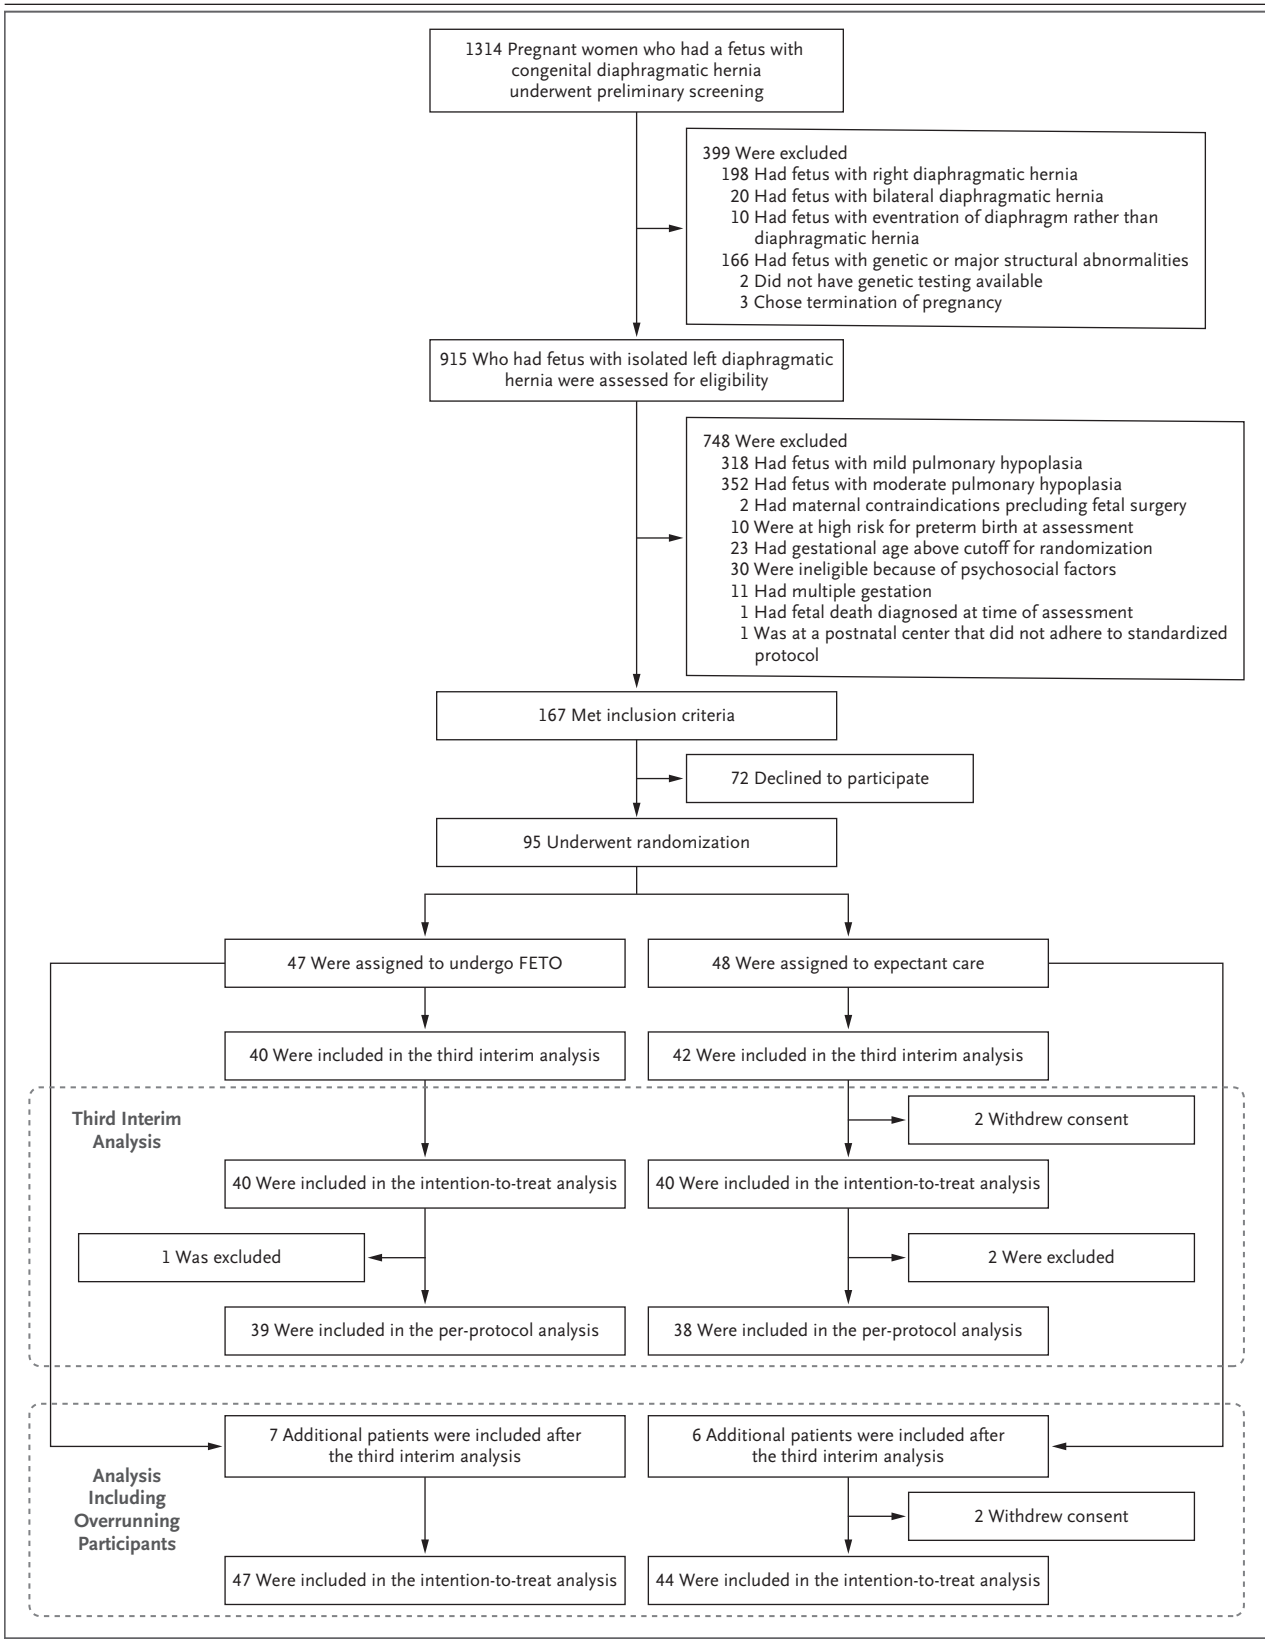 1314 Pregnant women who had a fetus with
congenital diaphragmatic hernia
underwent preliminary screening
399 Were excluded
198 Had fetus with right diaphragmatic hernia
20 Had fetus with bilateral diaphragmatic hernia
10 Had fetus with eventration of diaphragm rather than
diaphragmatic hernia
166 Had fetus with genetic or major structural abnormalities
2 Did not have genetic testing available
3 Chose termination of pregnancy
915 Who had fetus with isolated left diaphragmatic
hernia were assessed for eligibility
748 Were excluded
318 Had fetus with mild pulmonary hypoplasia
352 Had fetus with moderate pulmonary hypoplasia
2 Had maternal contraindications precluding fetal surgery
10 Were at high risk for preterm birth at assessment
23 Had gestational age above cutoff for randomization
30 Were ineligible because of psychosocial factors
11 Had multiple gestation
1 Had fetal death diagnosed at time of assessment
1 Was at a postnatal center that did not adhere to standardized
protocol
167 Met inclusion criteria
72 Declined to participate
95 Underwent randomization
47 Were assigned to undergo FETO
48 Were assigned to expectant care
40 Were included in the third interim analysis
42 Were included in the third interim analysis
Third Interim
Analysis
2 Withdrew consent
40 Were included in the intention-to-treat analysis
40 Were included in the intention-to-treat analysis
1 Was excluded
2 Were excluded
39 Were included in the per-protocol analysis
38 Were included in the per-protocol analysis
7 Additional patients were included after
the third interim analysis
6 Additional patients were included after
the third interim analysis
Analysis
Including
Overrunning
Participants
2 Withdrew consent
47 Were included in the intention-to-treat analysis
44 Were included in the intention-to-treat analysis